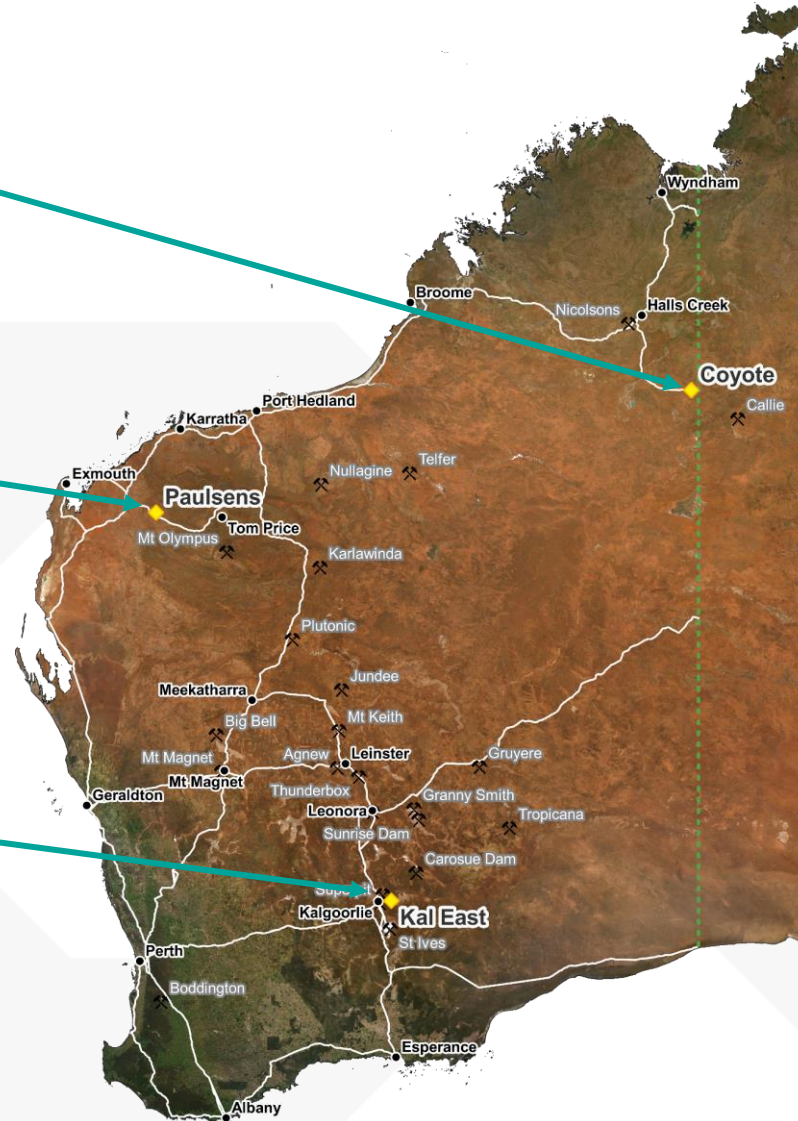 Wyndham
Broome
Nicolsons
Halls Creek
Coyote
Callie
Port Hedland
Karratha
Exmouth
Nullagine
Telfer
Paulsens
Tom Price
Mt Olympus
Karlawinda
Plutonic
Jundee
Meekatharra
Big Bell
Mt Keith
Mt Magnet
Agnew
Leinster
Gruyere
Mt Magnet
Thunderbox
Geraldton
Leonora
Granny Smith
Tropicana
Sunrise Dam
Carosue Dam
Kalgoorlie
Kal East
St Ives
Perth
Boddington
Esperance
Albany